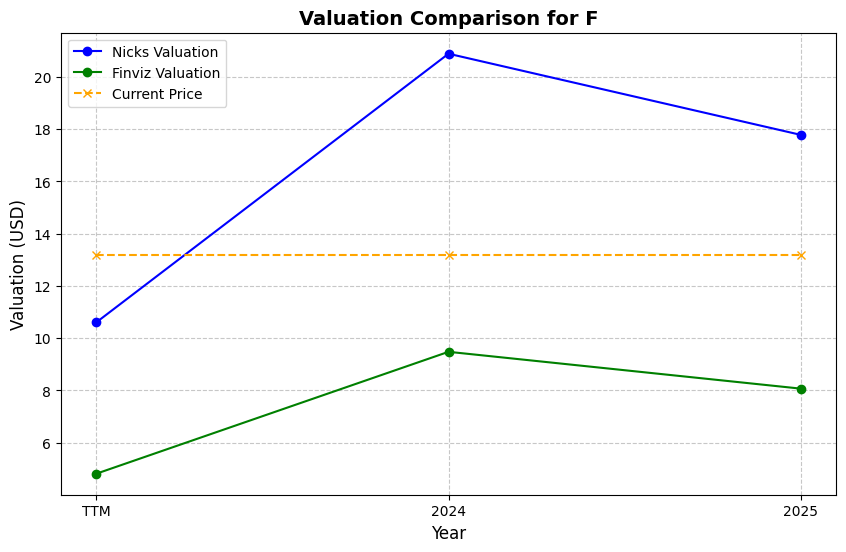 Valuation Comparison for F
Nicks Valuation
Finviz Valuation
Current Price
Valuation (USD)
20
18
16
14
12
10
8
6
TTM
2024
2025
Year